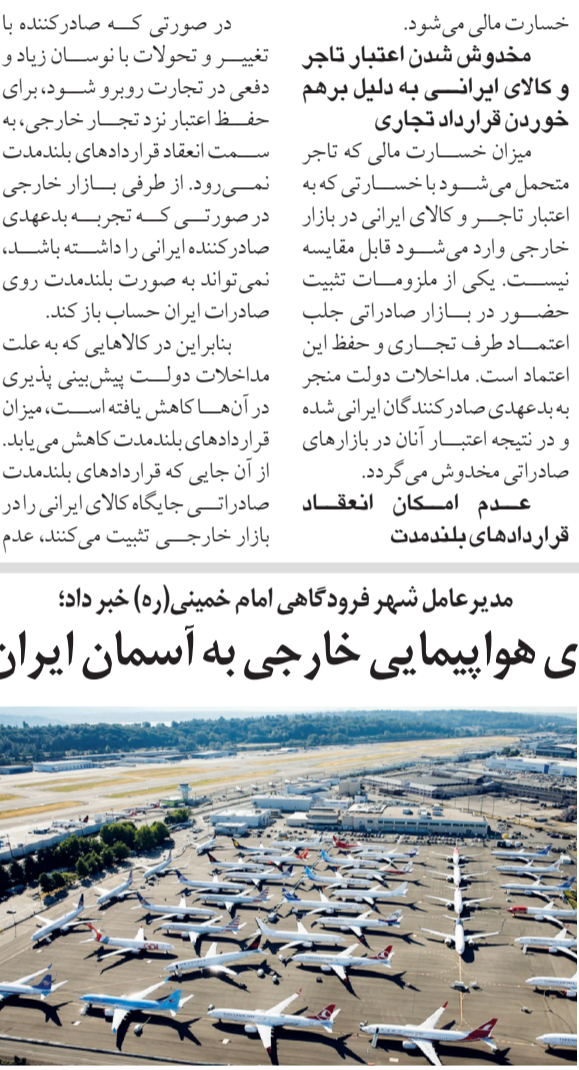 خسارت مالی می‌شود.
مخدوش شدن اعتبار تاجر
و کالای ایرانی به دلیل برهم
خوردن قرارداد تجاری
میزان خسارت مالی که تاجر
متحمل می‌شود با خسارتی که به
اعتبار تاجر و کالای ایرانی در بازار
خارجی وارد می‌شود قابل مقایسه
نیست. یکی از ملزومات تثبیت
حضور در بازار صادراتی جلب
اعتماد طرف تجاری و حفظ این
اعتماد است. مداخلات دولت منجر
به بدعهدی صادرکنندگان ایرانی شده
و در نتیجه اعتبار آنان در بازارهای
صادراتی مخدوش می‌گردد.
عدم امکان انعقاد
قراردادهای بلندمدت
در صورتی که صادرکننده با
تغییر و تحولات با نوسان زیاد و
دفعی در تجارت روبرو شود، برای
حفظ اعتبار نزد تجار خارجی، به
سمت انعقاد قراردادهای بلندمدت
نمی‌رود. از طرفی بازار خارجی
در صورتی که تجربه بدعهدی
صادرکننده ایرانی را داشته باشد،
نمی‌تواند به صورت بلندمدت روی
صادرات ایران حساب باز کند.
بنابراین در کالاهایی که به علت
مداخلات دولت پیش‌بینی پذیری
در آن‌ها کاهش یافته است، میزان
قراردادهای بلندمدت کاهش می‌یابد.
از آن جایی که قراردادهای بلندمدت
صادراتی جایگاه کالای ایرانی را در
بازار خارجی تثبیت می‌کنند، عدم
مدیرعامل شهر فرودگاهی امام خمینی(ره) خبر داد؛
ی هواپیمایی خارجی به آسمان ایران